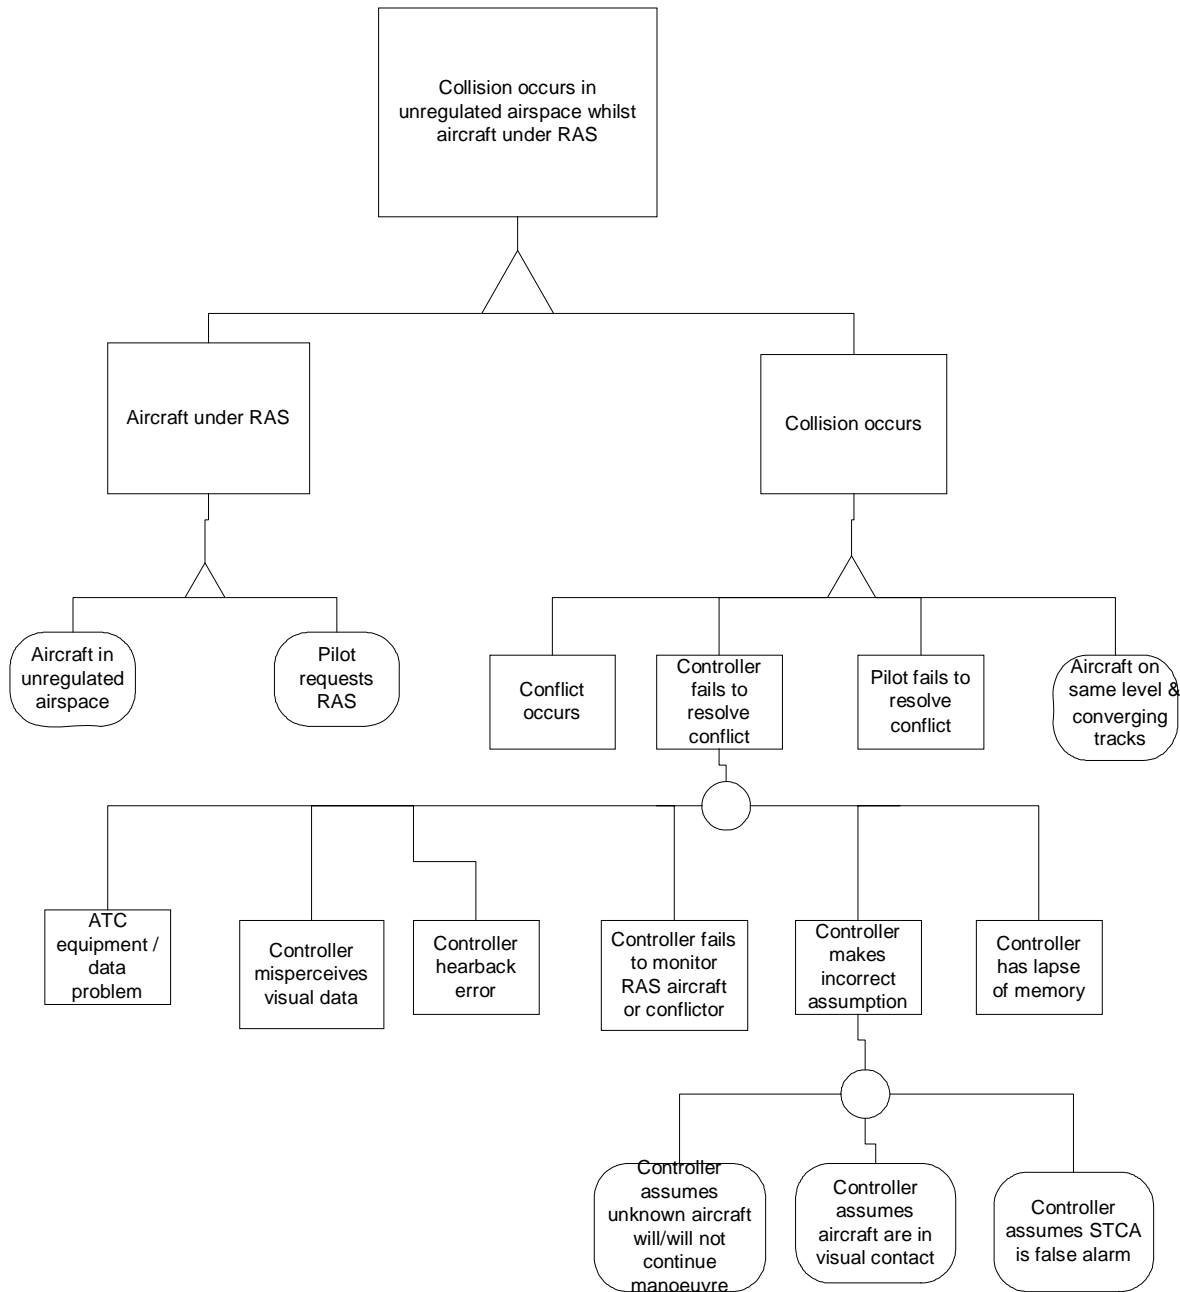 Collision occurs in
unregulated airspace whilst
aircraft under RAS
Aircraft under RAS
Collision occurs
Aircraft in
unregulated
airspace
Pilot
requests
RAS
Conflict
occurs
Controller
fails to
resolve
conflict
Pilot fails to
resolve
conflict
Aircraft on
same level &
converging
tracks
ATC
equipment /
data
problem
Controller
misperceives
visual data
Controller
hearback
error
Controller fails
to monitor
RAS aircraft
or conflictor
Controller
makes
incorrect
assumption
Controller
has lapse
of memory
Controller
assumes
unknown aircraft
will/will not
continue
manoeuvre
Controller
assumes
aircraft are in
visual contact
Controller
assumes STCA
is false alarm